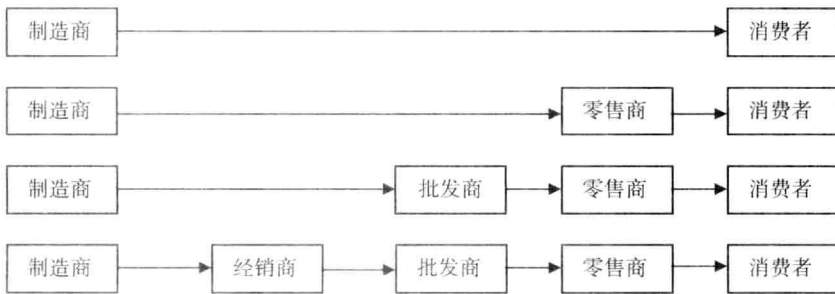 制造商 消费者
制造商 零售商 消费者
制造商 批发商 零售商 消费者
制造商 经销商 批发商 零售商 消费者